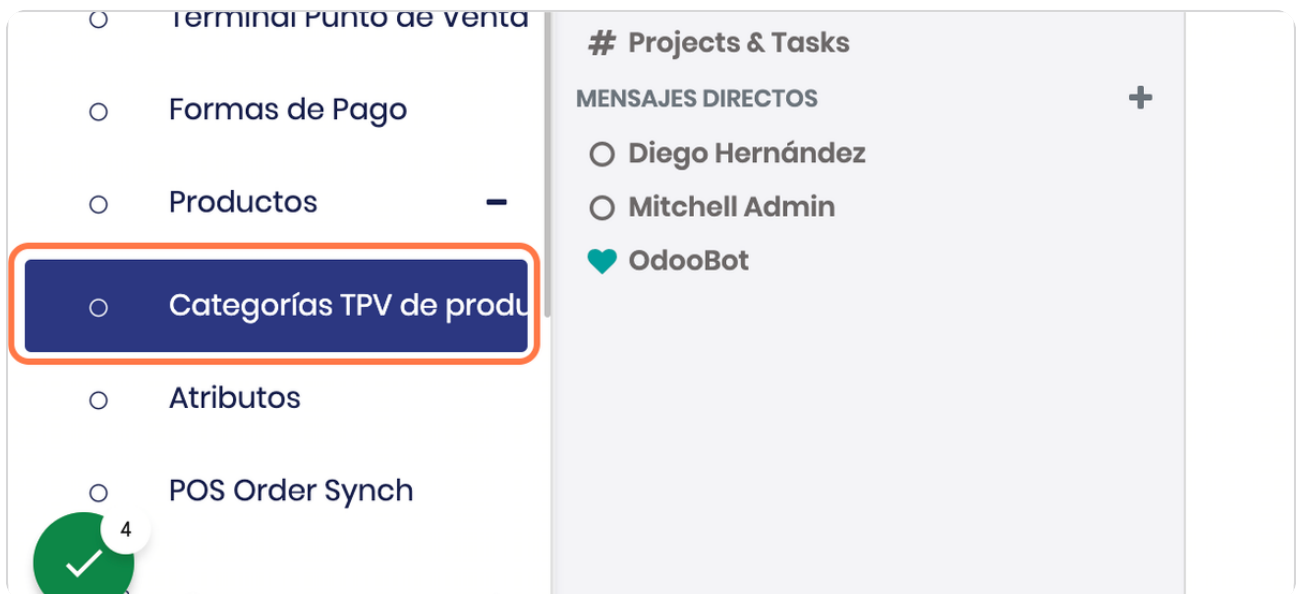 Terminal Punto de Venta
Formas de Pago
Productos
Categorías TPV de produ
Atributos
POS Order Synch
4
# Projects & Tasks
MENSAJES DIRECTOS
Diego Hernández
Mitchell Admin
OdooBot